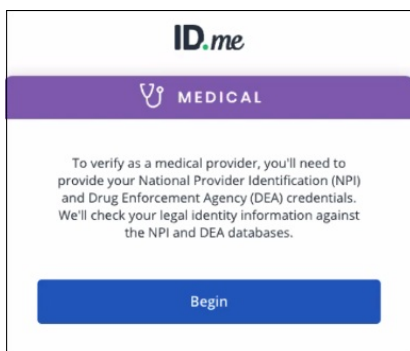 ID.me
MEDICAL
To verify as a medical provider, you'll need to
provide your National Provider Identification (NPI)
and Drug Enforcement Agency (DEA) credentials.
We'll check your legal identity information against
the NPI and DEA databases.
Begin